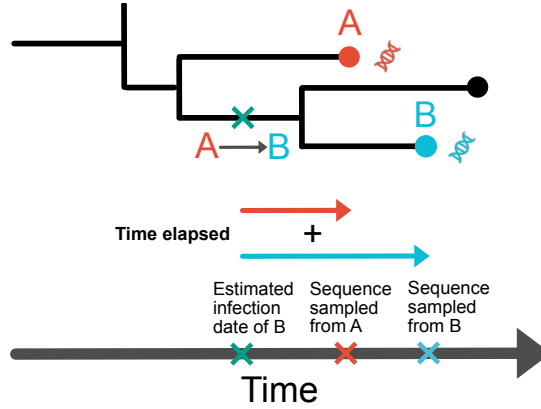 A
B
A B
Time elapsed
+
Estimated
infection
date of B
Sequence
sampled
from A
Sequence
sampled
from B
Time